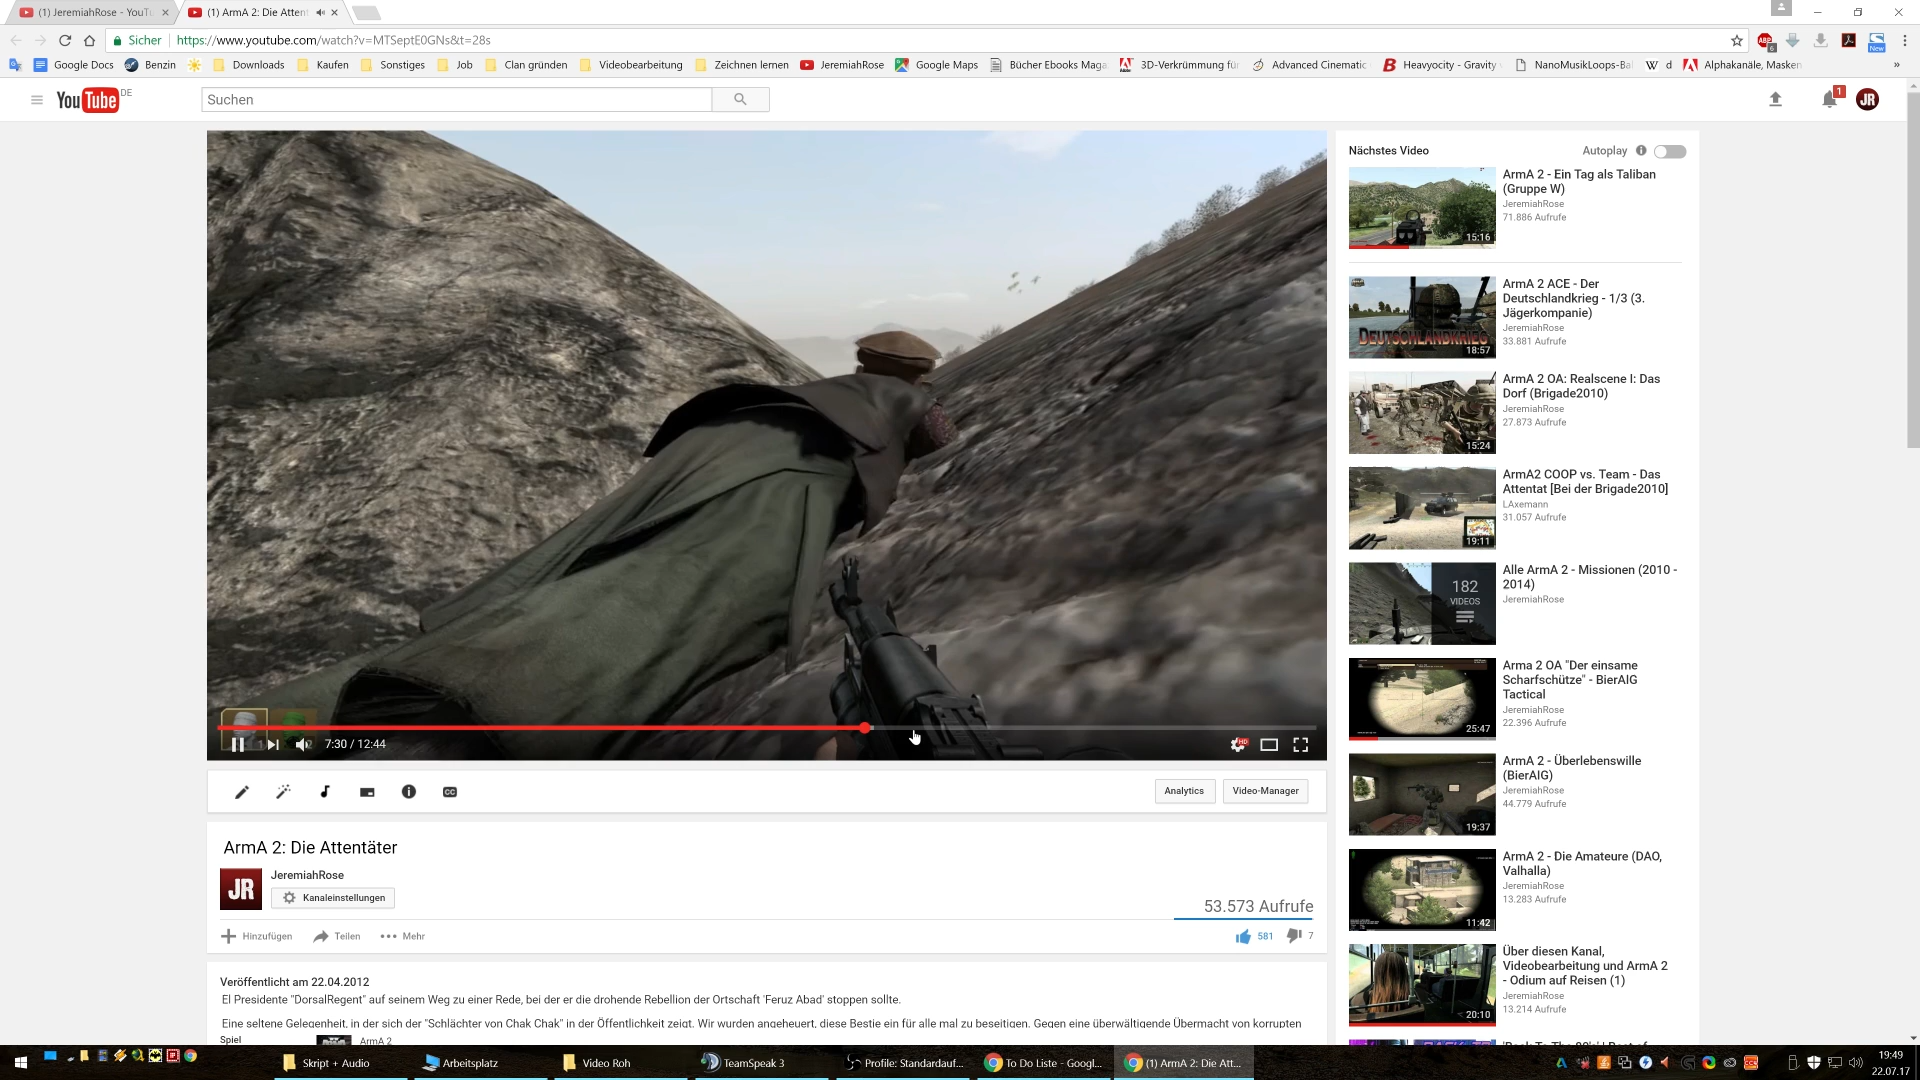 (1) JeremiahRose - YouTu
(1) ArmA 2: Die Attent
Sicher
https://www.youtube.com/watch?v=MTSeptE0GNs&t=28s
ABP
6
New
Google Docs
Benzin
Downloads
Kaufen
Sonstiges
Job
Clan gründen
Videobearbeitung
Zeichnen lernen
JeremiahRose
Google Maps
Bücher Ebooks Maga
3D-Verkrümmung für
Advanced Cinematic
Heavyocity - Gravity
NanoMusikLoops-Ba
W d
Alphakanäle, Masken
»
YouTube DE
Suchen
1
JR
7:30 / 12:44
HD
CC
Analytics
Video-Manager
ArmA 2: Die Attentäter
JR
JeremiahRose
Kanaleinstellungen
53.573 Aufrufe
Hinzufügen
Teilen
Mehr
581
7
Veröffentlicht am 22.04.2012
El Presidente "DorsalRegent" auf seinem Weg zu einer Rede, bei der er die drohende Rebellion der Ortschaft 'Feruz Abad' stoppen sollte.
Eine seltene Gelegenheit, in der sich der "Schlächter von Chak Chak" in der Öffentlichkeit zeigt. Wir wurden angeheuert, diese Bestie ein für alle mal zu beseitigen. Gegen eine überwältigende Übermacht von korrupten
Spiel
ArmA 2
Nächstes Video
Autoplay
ArmA 2 - Ein Tag als Taliban
(Gruppe W)
JeremiahRose
71.886 Aufrufe
15:16
ArmA 2 ACE - Der
Deutschlandkrieg - 1/3 (3.
Jägerkompanie)
JeremiahRose
33.881 Aufrufe
DEUTSCHLANDKRIEG
18:57
ArmA 2 OA: Realscene I: Das
Dorf (Brigade2010)
JeremiahRose
27.873 Aufrufe
15:24
ArmA2 COOP vs. Team - Das
Attentat [Bei der Brigade2010]
LAxemann
31.057 Aufrufe
19:11
Alle ArmA 2 - Missionen (2010 -
2014)
JeremiahRose
182
VIDEOS
Arma 2 OA "Der einsame
Scharfschütze" - BierAIG
Tactical
JeremiahRose
22.396 Aufrufe
25:47
ArmA 2 - Überlebenswille
(BierAIG)
JeremiahRose
44.779 Aufrufe
19:37
ArmA 2 - Die Amateure (DAO,
Valhalla)
JeremiahRose
13.283 Aufrufe
11:42
Über diesen Kanal,
Videobearbeitung und ArmA 2
- Odium auf Reisen (1)
JeremiahRose
13.214 Aufrufe
20:10
Skript + Audio
Arbeitsplatz
Video Roh
TeamSpeak 3
Profile: Standardauf...
To Do Liste - Googl...
(1) ArmA 2: Die Att...
19:49
22.07.17